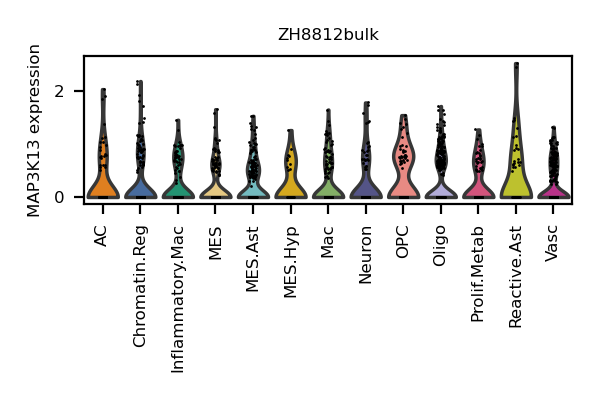 ZH8812bulk
MAP3K13 expression
2
0
AC
Chromatin.Reg
Inflammatory.Mac
MES
MES.Ast
MES.Hyp
Mac
Neuron
OPC
Oligo
Prolif.Metab
Reactive.Ast
Vasc